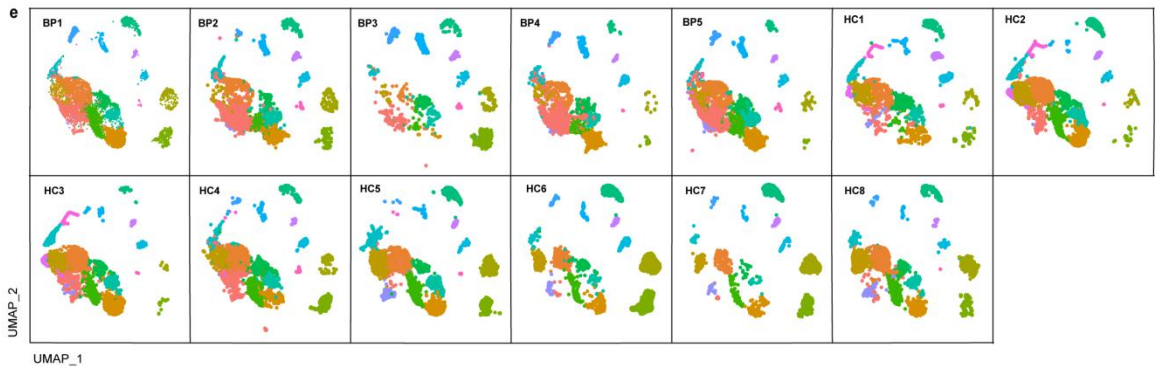 e
BP1
BP2
BP3
BP4
BP5
HC1
HC2
HC3
HC4
HC5
HC6
HC7
HC8
UMAP_2
UMAP_1